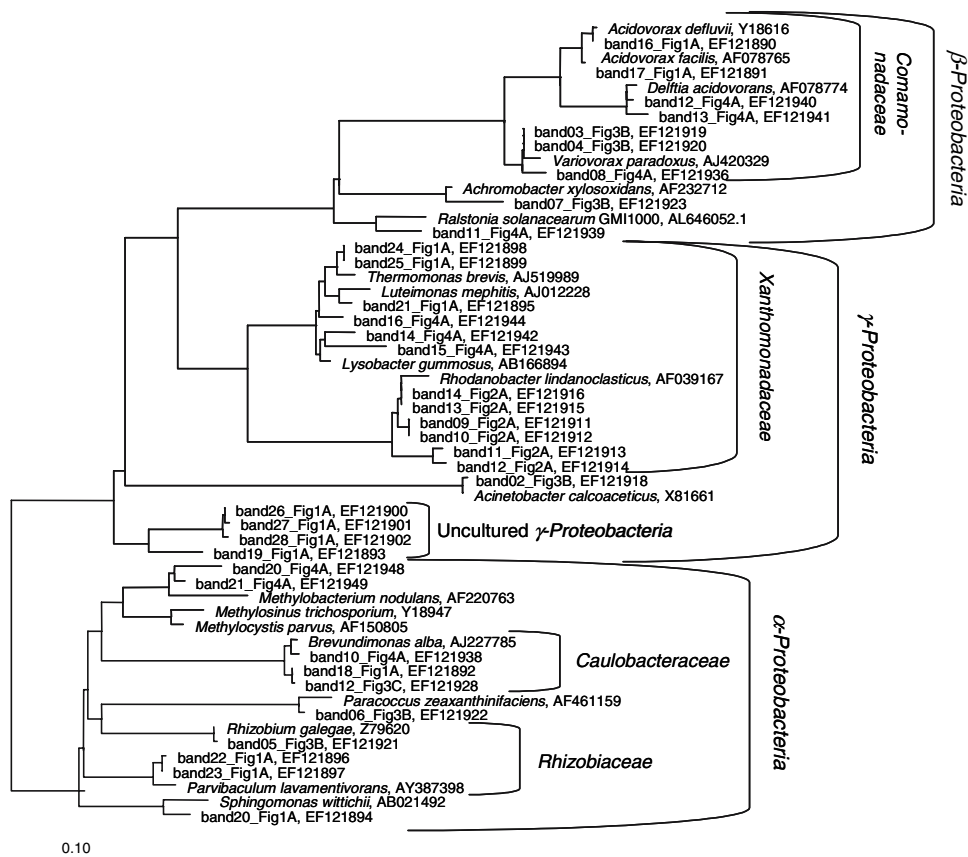 Acidovorax defluvii, Y18616
band16_Fig1A, EF121890
Acidovorax facilis, AF078765
band17_Fig1A, EF121891
Delftia acidovorans, AF078774
band12_Fig4A, EF121940
band13_Fig4A, EF121941
band03_Fig3B, EF121919
band04_Fig3B, EF121920
Variovorax paradoxus, AJ420329
band08_Fig4A, EF121936
Comamo-
nadaceae
β-Proteobacteria
Achromobacter xylosoxidans, AF232712
band07_Fig3B, EF121923
Ralstonia solanacearum GMI1000, AL646052.1
band11_Fig4A, EF121939
band24_Fig1A, EF121898
band25_Fig1A, EF121899
Thermomonas brevis, AJ519989
Luteimonas mephitis, AJ012228
band21_Fig1A, EF121895
band16_Fig4A, EF121944
band14_Fig4A, EF121942
band15_Fig4A, EF121943
Lysobacter gummosus, AB166894
Rhodanobacter lindanoclasticus, AF039167
band14_Fig2A, EF121916
band13_Fig2A, EF121915
band09_Fig2A, EF121911
band10_Fig2A, EF121912
band11_Fig2A, EF121913
band12_Fig2A, EF121914
Xanthomonadaceae
γ-Proteobacteria
band02_Fig3B, EF121918
Acinetobacter calcoaceticus, X81661
band26_Fig1A, EF121900
band27_Fig1A, EF121901
band28_Fig1A, EF121902
band19_Fig1A, EF121893
Uncultured γ-Proteobacteria
band20_Fig4A, EF121948
band21_Fig4A, EF121949
Methylobacterium nodulans, AF220763
Methylosinus trichosporium, Y18947
Methylocystis parvus, AF150805
Brevundimonas alba, AJ227785
band10_Fig4A, EF121938
band18_Fig1A, EF121892
band12_Fig3C, EF121928
Caulobacteraceae
α-Proteobacteria
Paracoccus zeaxanthinifaciens, AF461159
band06_Fig3B, EF121922
Rhizobium galegae, Z79620
band05_Fig3B, EF121921
band22_Fig1A, EF121896
band23_Fig1A, EF121897
Parvibaculum lavamentivorans, AY387398
Rhizobiaceae
Sphingomonas wittichii, AB021492
band20_Fig1A, EF121894
0.10